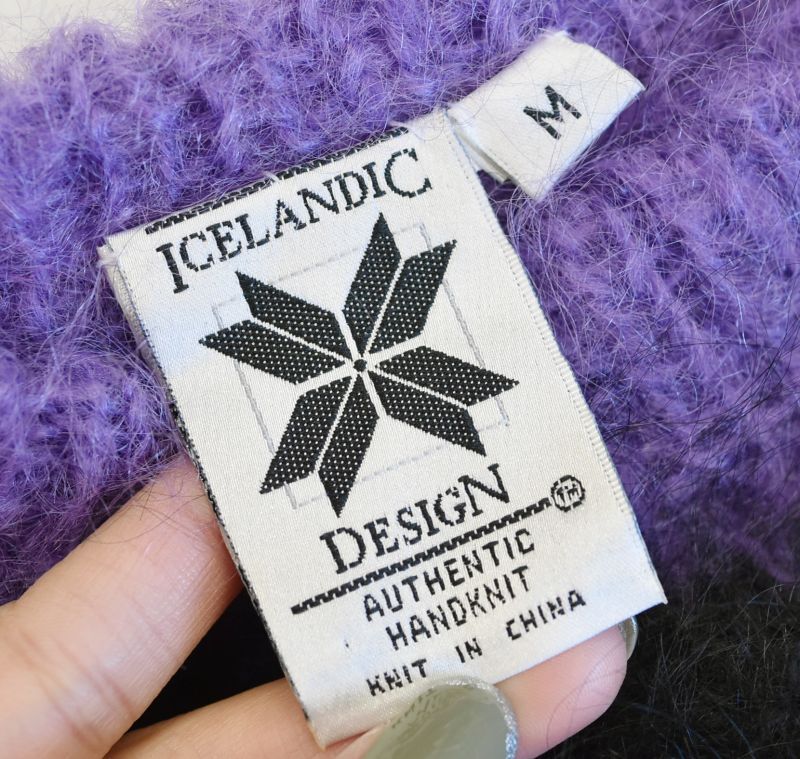 M
ICELANDIC
DESIGN TM
AUTHENTIC
HANDKNIT
KNIT IN CHINA